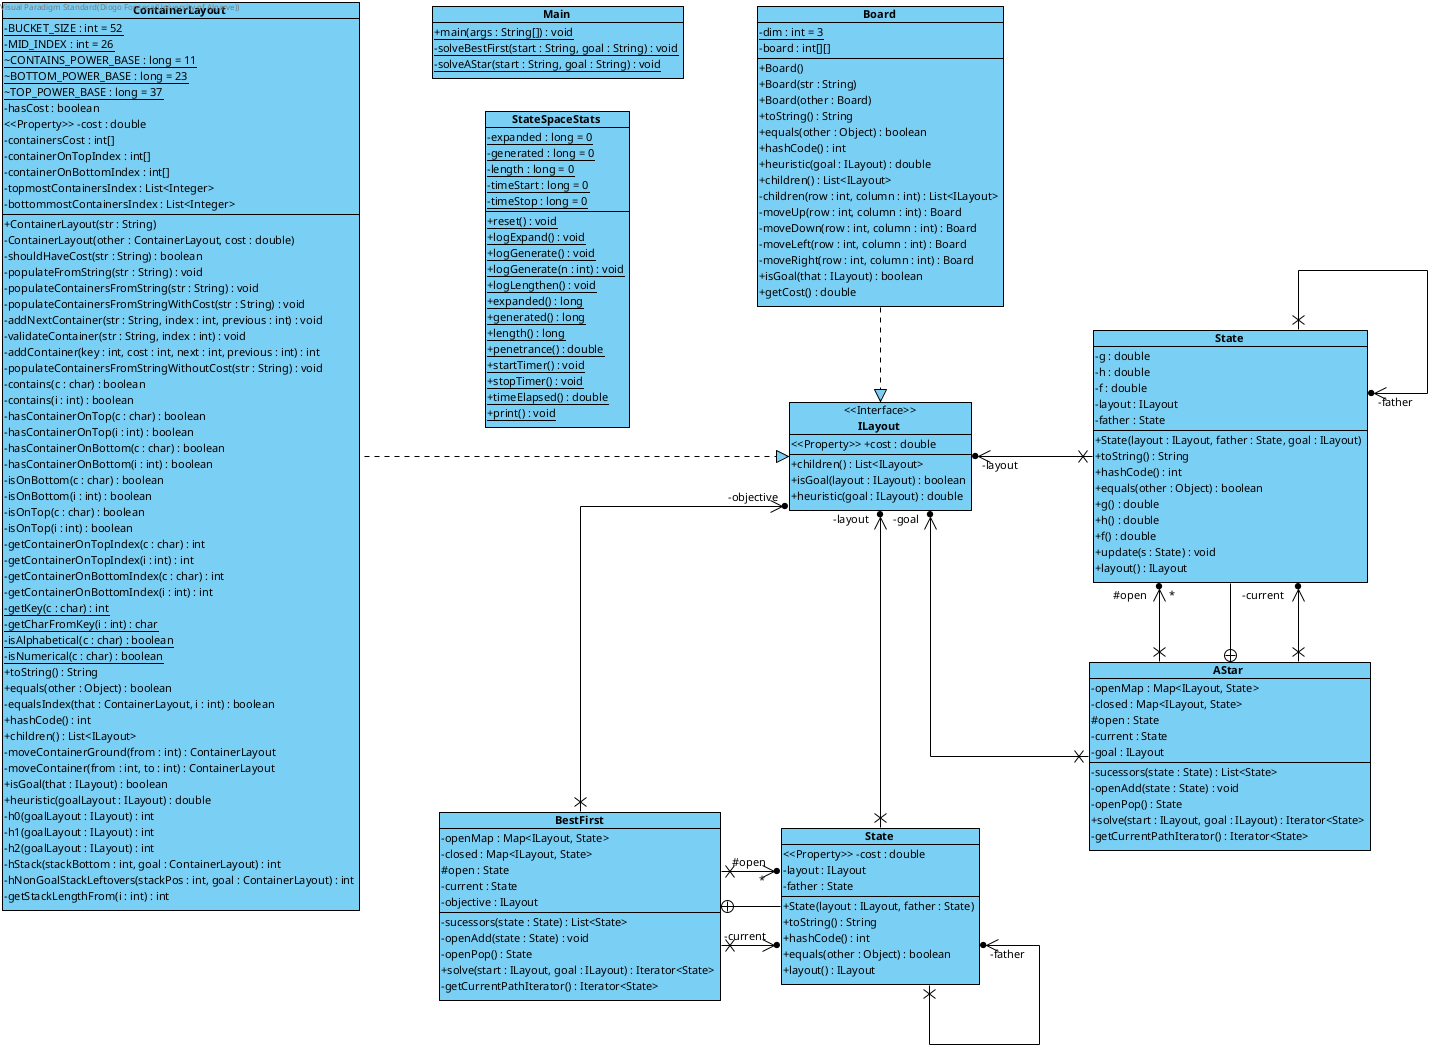 Visual Paradigm Standard(Diogo Fo
ContainerLayout
-BUCKET_SIZE : int = 52
-MID_INDEX : int = 26
~CONTAINS_POWER_BASE : long = 11
~BOTTOM_POWER_BASE : long = 23
~TOP_POWER_BASE : long = 37
-hasCost : boolean
<<Property>> -cost : double
-containersCost : int[]
-containerOnTopIndex : int[]
-containerOnBottomIndex : int[]
-topmostContainersIndex : List<Integer>
-bottommostContainersIndex : List<Integer>
+ContainerLayout(str : String)
-ContainerLayout(other : ContainerLayout, cost : double)
-shouldHaveCost(str : String) : boolean
-populateFromString(str : String) : void
-populateContainersFromString(str : String) : void
-populateContainersFromStringWithCost(str : String) : void
-addNextContainer(str : String, index : int, previous : int) : void
-validateContainer(str : String, index : int) : void
-addContainer(key : int, cost : int, next : int, previous : int) : int
-populateContainersFromStringWithoutCost(str : String) : void
-contains(c : char) : boolean
-contains(i : int) : boolean
-hasContainerOnTop(c : char) : boolean
-hasContainerOnTop(i : int) : boolean
-hasContainerOnBottom(c : char) : boolean
-hasContainerOnBottom(i : int) : boolean
-isOnBottom(c : char) : boolean
-isOnBottom(i : int) : boolean
-isOnTop(c : char) : boolean
-isOnTop(i : int) : boolean
-getContainerOnTopIndex(c : char) : int
-getContainerOnTopIndex(i : int) : int
-getContainerOnBottomIndex(c : char) : int
-getContainerOnBottomIndex(i : int) : int
-getKey(c : char) : int
-getCharFromKey(i : int) : char
-isAlphabetical(c : char) : boolean
-isNumerical(c : char) : boolean
+toString() : String
+equals(other : Object) : boolean
-equalsIndex(that : ContainerLayout, i : int) : boolean
+hashCode() : int
+children() : List<ILayout>
-moveContainerGround(from : int) : ContainerLayout
-moveContainer(from : int, to : int) : ContainerLayout
+isGoal(that : ILayout) : boolean
+heuristic(goalLayout : ILayout) : double
-h0(goalLayout : ILayout) : int
-h1(goalLayout : ILayout) : int
-h2(goalLayout : ILayout) : int
-hStack(stackBottom : int, goal : ContainerLayout) : int
-hNonGoalStackLeftovers(stackPos : int, goal : ContainerLayout) : int
-getStackLengthFrom(i : int) : int
Main
+main(args : String[]) : void
-solveBestFirst(start : String, goal : String) : void
-solveAStar(start : String, goal : String) : void
StateSpaceStats
-expanded : long = 0
-generated : long = 0
-length : long = 0
-timeStart : long = 0
-timeStop : long = 0
+reset() : void
+logExpand() : void
+logGenerate() : void
+logGenerate(n : int) : void
+logLengthen() : void
+expanded() : long
+generated() : long
+length() : long
+penetrance() : double
+startTimer() : void
+stopTimer() : void
+timeElapsed() : double
+print() : void
Board
-dim : int = 3
-board : int[][]
+Board()
+Board(str : String)
+Board(other : Board)
+toString() : String
+equals(other : Object) : boolean
+hashCode() : int
+heuristic(goal : ILayout) : double
+children() : List<ILayout>
-children(row : int, column : int) : List<ILayout>
-moveUp(row : int, column : int) : Board
-moveDown(row : int, column : int) : Board
-moveLeft(row : int, column : int) : Board
-moveRight(row : int, column : int) : Board
+isGoal(that : ILayout) : boolean
+getCost() : double
<<Interface>>
ILayout
<<Property>> +cost : double
+children() : List<ILayout>
+isGoal(layout : ILayout) : boolean
+heuristic(goal : ILayout) : double
-layout
-objective
-layout
-goal
State
-g : double
-h : double
-f : double
-layout : ILayout
-father : State
+State(layout : ILayout, father : State, goal : ILayout)
+toString() : String
+hashCode() : int
+equals(other : Object) : boolean
+g() : double
+h() : double
+f() : double
+update(s : State) : void
+layout() : ILayout
-father
#open
*
-current
AStar
-openMap : Map<ILayout, State>
-closed : Map<ILayout, State>
#open : State
-current : State
-goal : ILayout
-sucessors(state : State) : List<State>
-openAdd(state : State) : void
-openPop() : State
+solve(start : ILayout, goal : ILayout) : Iterator<State>
-getCurrentPathIterator() : Iterator<State>
BestFirst
-openMap : Map<ILayout, State>
-closed : Map<ILayout, State>
#open : State
-current : State
-objective : ILayout
-sucessors(state : State) : List<State>
-openAdd(state : State) : void
-openPop() : State
+solve(start : ILayout, goal : ILayout) : Iterator<State>
-getCurrentPathIterator() : Iterator<State>
#open
*
-current
State
<<Property>> -cost : double
-layout : ILayout
-father : State
+State(layout : ILayout, father : State)
+toString() : String
+hashCode() : int
+equals(other : Object) : boolean
+layout() : ILayout
-father